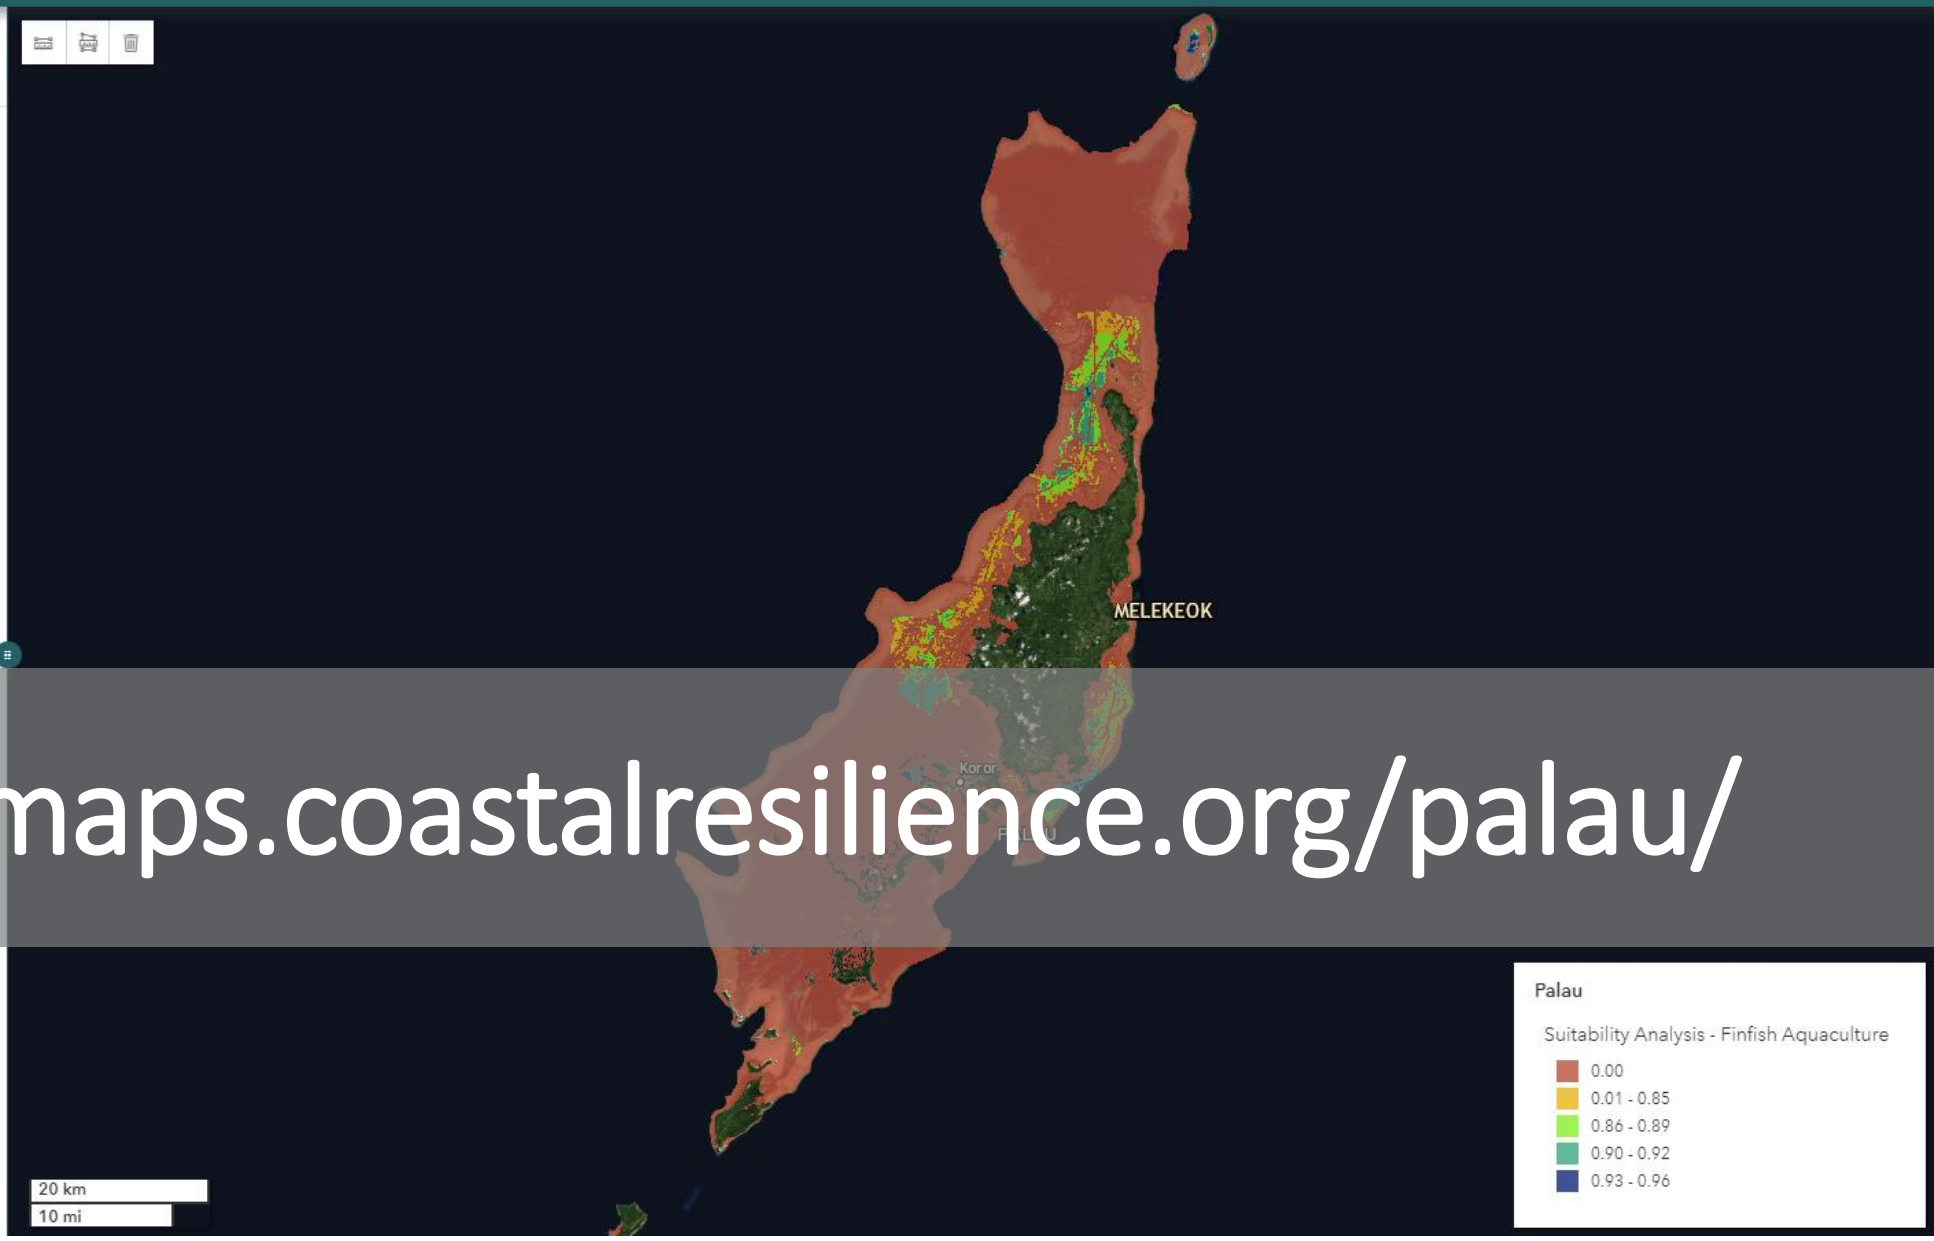 MELEKEOK
Koror
PALAU
maps.coastalresilience.org/palau/
Palau
Suitability Analysis - Finfish Aquaculture
0.00
0.01 - 0.85
0.86 - 0.89
0.90 - 0.92
0.93 - 0.96
20 km
10 mi